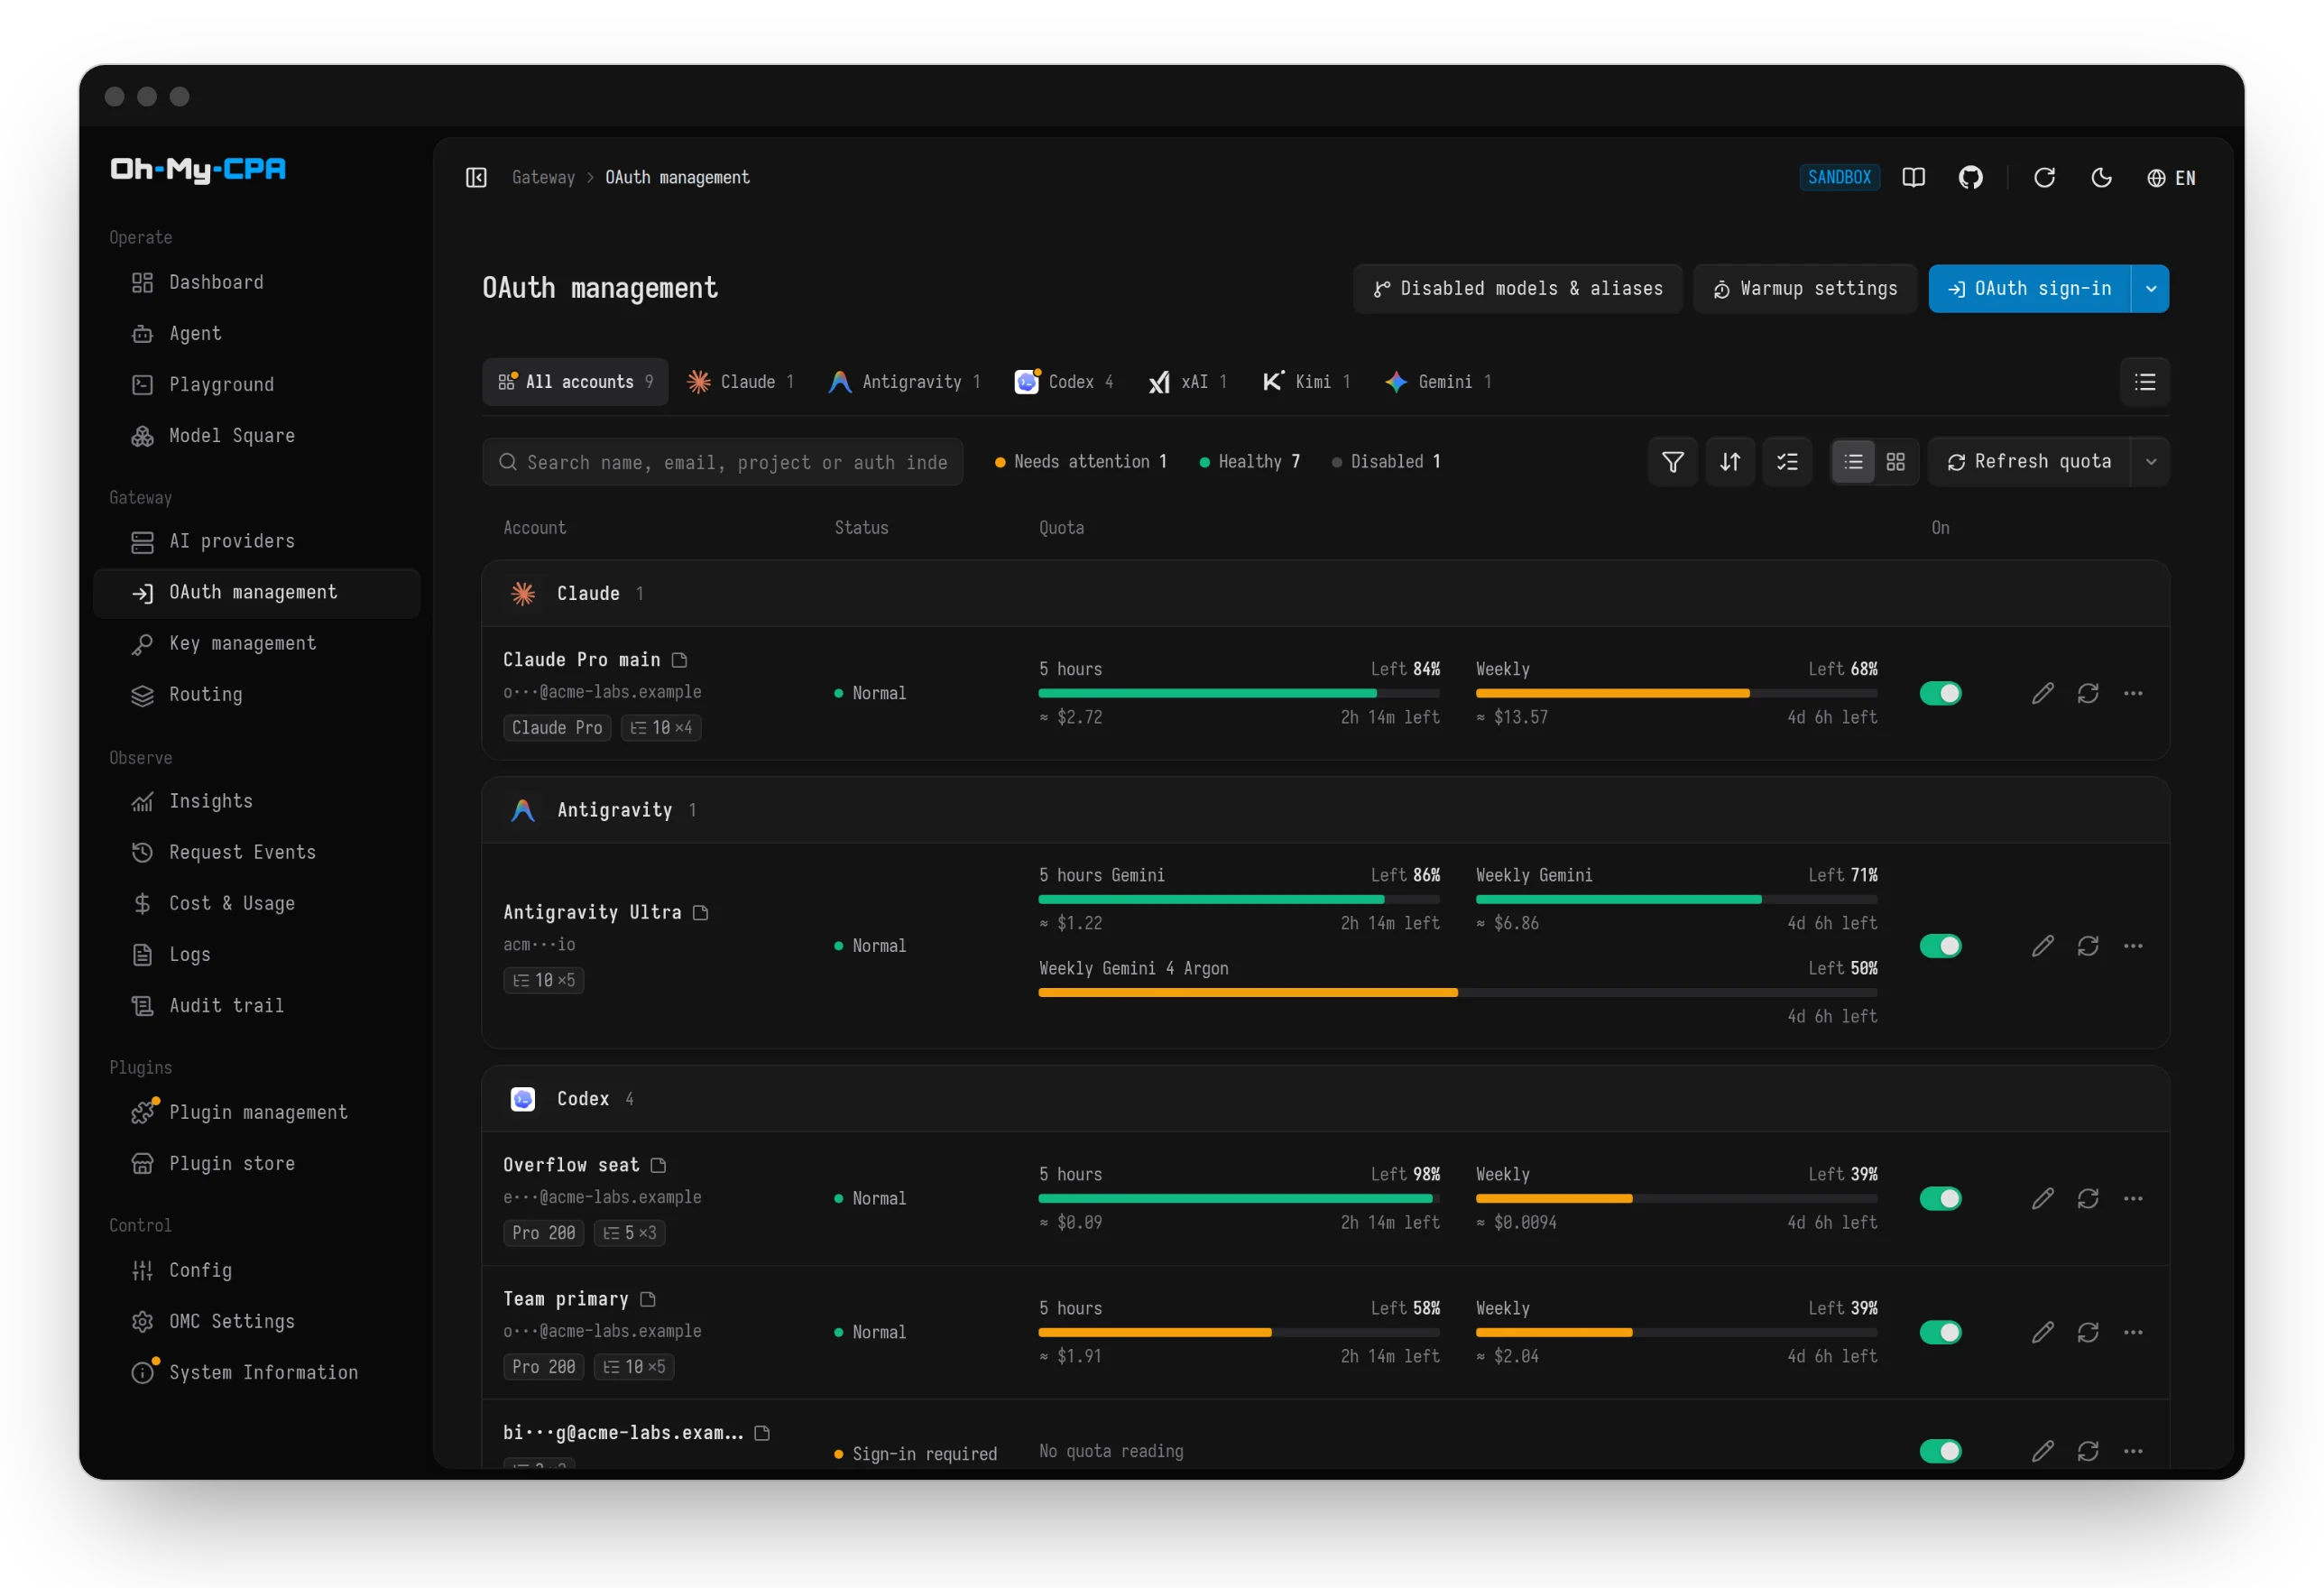 Oh-My-CPA
Operate
Dashboard
Agent
Playground
Model Square
Gateway
AI providers
OAuth management
Key management
Routing
Observe
Insights
Request Events
Cost & Usage
Logs
Audit trail
Plugins
Plugin management
Plugin store
Control
Config
OMC Settings
System Information
Gateway > OAuth management
SANDBOX
EN
OAuth management
Disabled models & aliases
Warmup settings
OAuth sign-in
All accounts 9
Claude 1
Antigravity 1
Codex 4
xAI 1
Kimi 1
Gemini 1
Search name, email, project or auth inde
Needs attention 1
Healthy 7
Disabled 1
Refresh quota
Account Status Quota On
Claude 1
Claude Pro main
o···@acme-labs.example
Claude Pro
10 ×4
Normal
5 hours Left 84%
≈ $2.72 2h 14m left
Weekly Left 68%
≈ $13.57 4d 6h left
Antigravity 1
Antigravity Ultra
acm···io
10 ×5
Normal
5 hours Gemini Left 86%
≈ $1.22 2h 14m left
Weekly Gemini Left 71%
≈ $6.86 4d 6h left
Weekly Gemini 4 Argon Left 50%
4d 6h left
Codex 4
Overflow seat
e···@acme-labs.example
Pro 200
5 ×3
Normal
5 hours Left 98%
≈ $0.09 2h 14m left
Weekly Left 39%
≈ $0.0094 4d 6h left
Team primary
o···@acme-labs.example
Pro 200
10 ×5
Normal
5 hours Left 58%
≈ $1.91 2h 14m left
Weekly Left 39%
≈ $2.04 4d 6h left
bi···g@acme-labs.exam...
Sign-in required
No quota reading